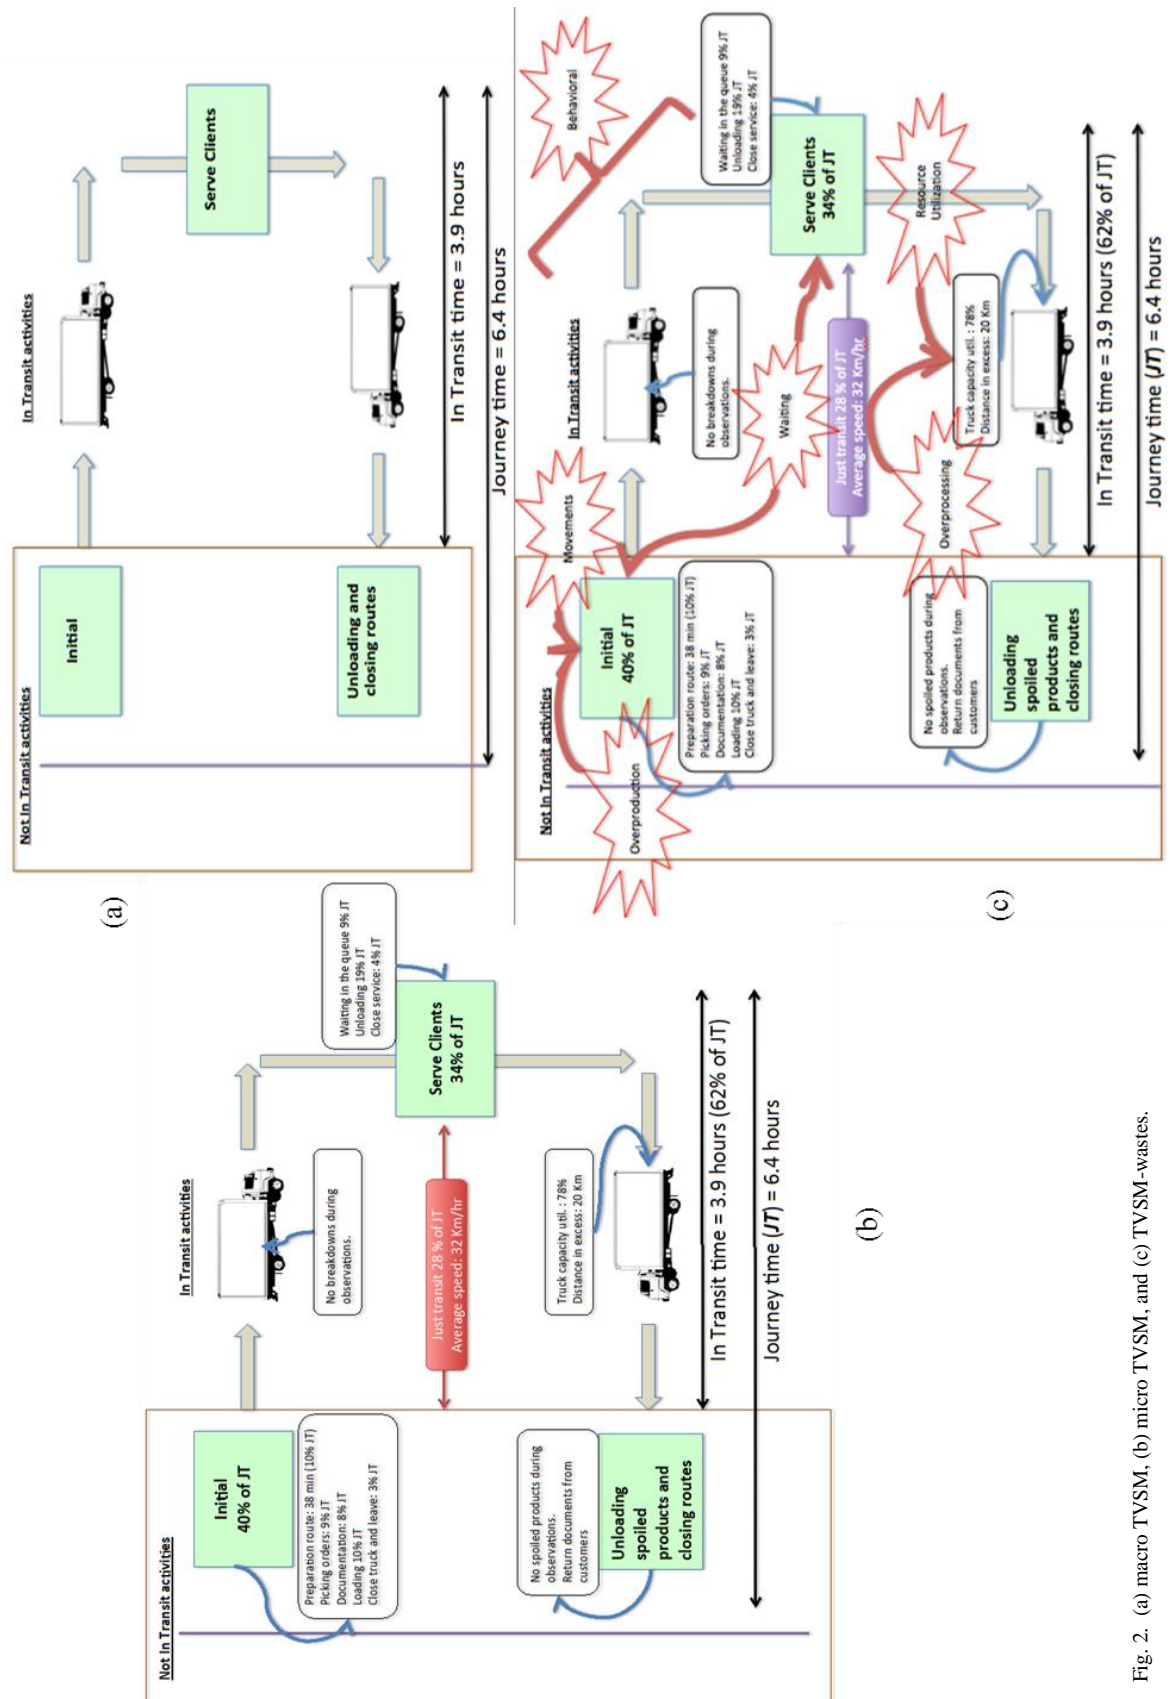 In Transit activities
Serve Clients
Not In Transit activities
Initial
Unloading and
closing routes
In Transit time = 3.9 hours
Journey time = 6.4 hours
(a)
In Transit activities
Waiting in the queue 9% JT
Unloading 19% JT
Close service: 4% JT
Serve Clients
34% of JT
No breakdowns during
observations.
Just transit 28 % of JT
Average speed: 32 Km/hr
Truck capacity util. : 78%
Distance in excess: 20 Km
Not In Transit activities
Initial
40% of JT
Preparation route: 38 min (10% JT)
Picking orders: 9% JT
Documentation: 8% JT
Loading 10% JT
Close truck and leave: 3% JT
No spoiled products during
observations.
Return documents from
customers
Unloading
spoiled
products and
closing routes
In Transit time = 3.9 hours (62% of JT)
Journey time (JT) = 6.4 hours
(b)
Behavioral
In Transit activities
Waiting in the queue 9% JT
Unloading 19% JT
Close service: 4% JT
Serve Clients
34% of JT
No breakdowns during
observations.
Movements
Waiting
Resource
Utilization
Just transit 28 % of JT
Average speed: 32 Km/hr
Truck capacity util. : 78%
Distance in excess: 20 Km
Overprocessing
Not In Transit activities
Initial
40% of JT
Overproduction
Preparation route: 38 min (10% JT)
Picking orders: 9% JT
Documentation: 8% JT
Loading 10% JT
Close truck and leave: 3% JT
No spoiled products during
observations.
Return documents from
customers
Unloading
spoiled
products and
closing routes
In Transit time = 3.9 hours (62% of JT)
Journey time (JT) = 6.4 hours
(c)
Fig. 2. (a) macro TVSM, (b) micro TVSM, and (c) TVSM-wastes.